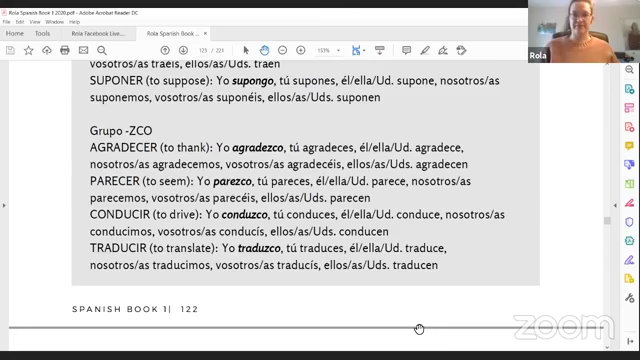 Rola Spanish Book 1 2020.pdf - Adobe Acrobat Reader DC
File Edit View Window Help
Home Tools Rola Facebook Live... Rola Spanish Book ... × 123 / 221 153%
Rola
vosotros/as traéis, ellos/as/Uds. traen
SUPONER (to suppose): Yo supongo, tú supones, él/ella/Ud. supone, nosotros/as
suponemos, vosotros/as suponéis, ellos/as/Uds. suponen
Grupo -ZCO
AGRADECER (to thank): Yo agradezco, tú agradeces, él/ella/Ud. agradece,
nosotros/as agradecemos, vosotros/as agradecéis, ellos/as/Uds. agradecen
PARECER (to seem): Yo parezco, tú pareces, él/ella/Ud. parece, nosotros/as
parecemos, vosotros/as parecéis, ellos/as/Uds. parecen
CONDUCIR (to drive): Yo conduzco, tú conduces, él/ella/Ud. conduce, nosotros/as
conducimos, vosotros/as conducís, ellos/as/Uds. conducen
TRADUCIR (to translate): Yo traduzco, tú traduces, él/ella/Ud. traduce,
nosotros/as traducimos, vosotros/as traducís, ellos/as/Uds. traducen
SPANISH BOOK 1| 122
zoom